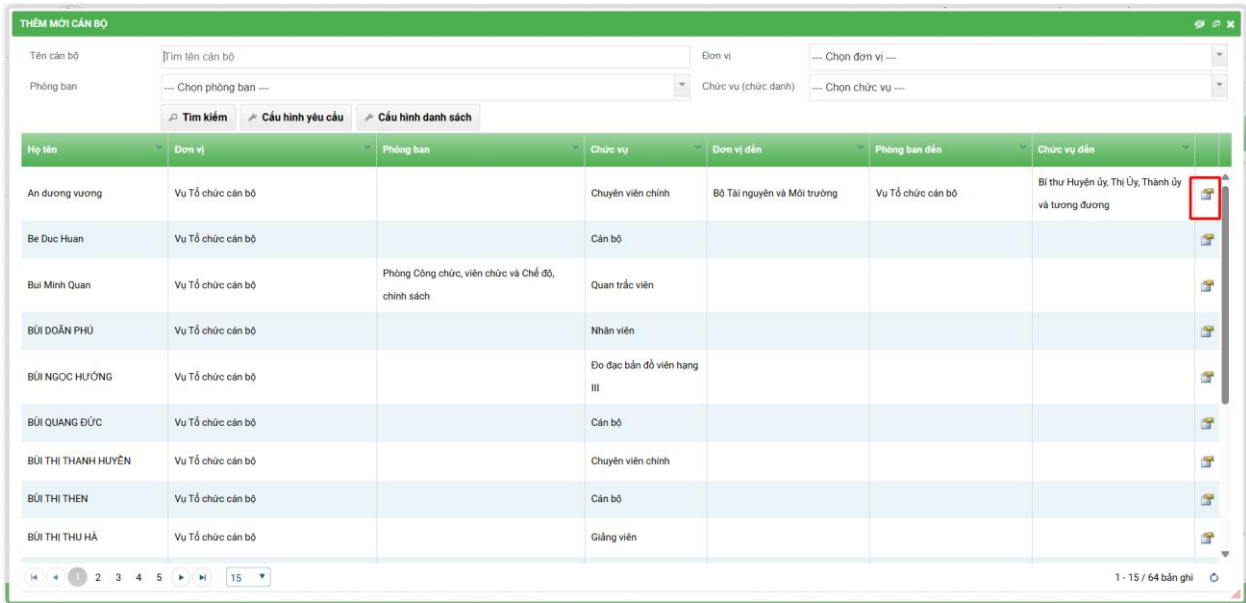 THÊM MỚI CÁN BỘ
Tên cán bộ Tìm tên cán bộ Đơn vị --- Chọn đơn vị ---
Phòng ban --- Chọn phòng ban --- Chức vụ (chức danh) --- Chọn chức vụ ---
Tìm kiếm Cấu hình yêu cầu Cấu hình danh sách
Họ tên Đơn vị Phòng ban Chức vụ Đơn vị đến Phòng ban đến Chức vụ đến
An dương vương Vụ Tổ chức cán bộ Chuyên viên chính Bộ Tài nguyên và Môi trường Vụ Tổ chức cán bộ Bí thư Huyện ủy, Thị Ủy, Thành ủy
và tương đương
Be Duc Huan Vụ Tổ chức cán bộ Cán bộ
Bui Minh Quan Vụ Tổ chức cán bộ Phòng Công chức, viên chức và Chế độ,
chính sách Quan trắc viên
BÙI DOÃN PHÚ Vụ Tổ chức cán bộ Nhân viên
BÙI NGỌC HƯỚNG Vụ Tổ chức cán bộ Đo đạc bản đồ viên hạng
III
BÙI QUANG ĐỨC Vụ Tổ chức cán bộ Cán bộ
BÙI THỊ THANH HUYỀN Vụ Tổ chức cán bộ Chuyên viên chính
BÙI THỊ THEN Vụ Tổ chức cán bộ Cán bộ
BÙI THỊ THU HÀ Vụ Tổ chức cán bộ Giảng viên
1 2 3 4 5 15 1 - 15 / 64 bản ghi